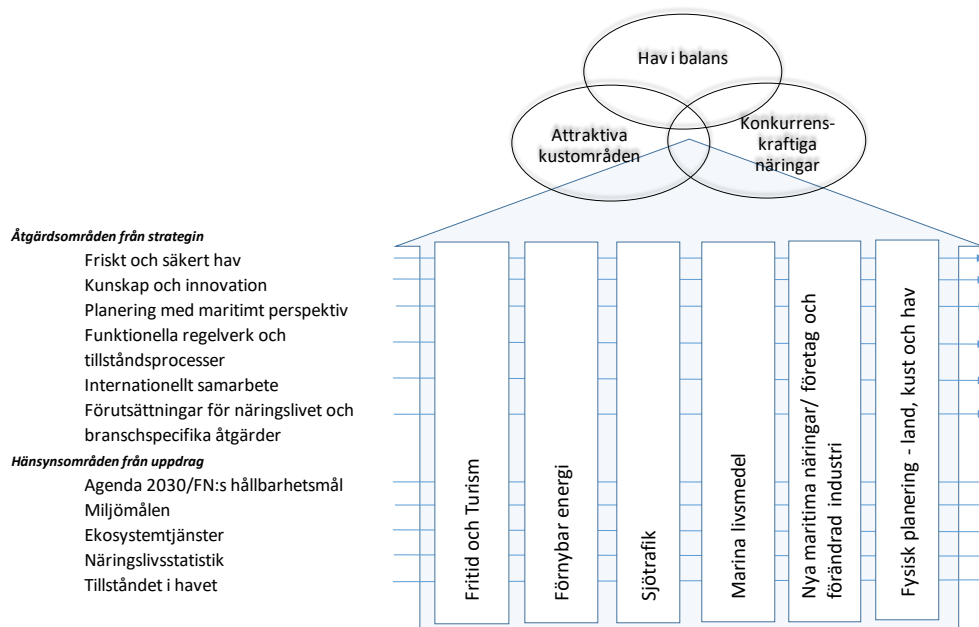 Hav i balans
Attraktiva
kustområden
Konkurrens-
kraftiga
näringar
Åtgärdsområden från strategin
Friskt och säkert hav
Kunskap och innovation
Planering med maritimt perspektiv
Funktionella regelverk och
tillståndsprocesser
Internationellt samarbete
Förutsättningar för näringslivet och
branschspecifika åtgärder
Hänsynsområden från uppdrag
Agenda 2030/FN:s hållbarhetsmål
Miljömålen
Ekosystemtjänster
Näringslivsstatistik
Tillståndet i havet
Fritid och Turism
Förnybar energi
Sjötrafik
Marina livsmedel
Nya maritima näringar/ företag och
förändrad industri
Fysisk planering - land, kust och hav